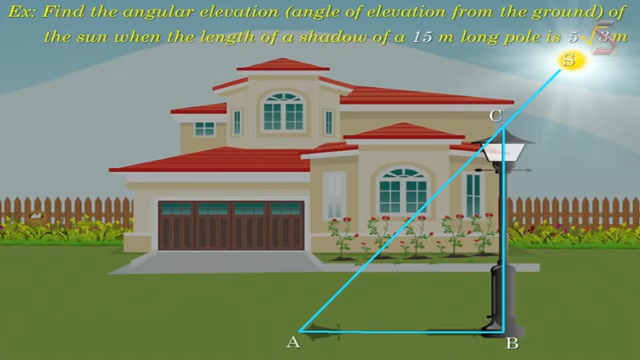 Ex: Find the angular elevation (angle of elevation from the ground) of
the sun when the length of a shadow of a 15 m long pole is 5√3 m
S
C
A
B